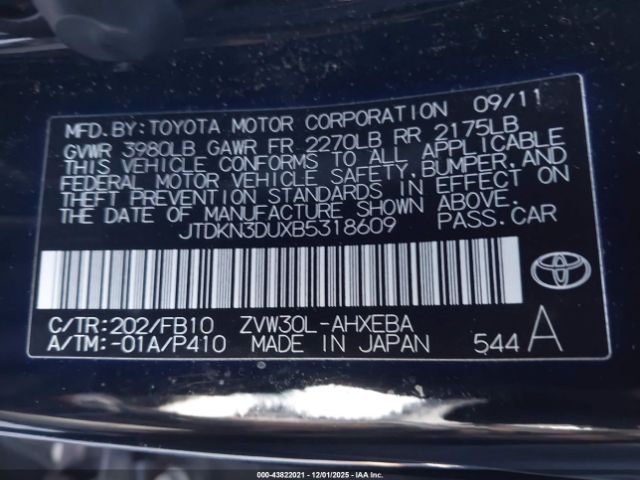 MFD.BY:TOYOTA MOTOR CORPORATION 09/11
GVWR 3980LB GAWR FR 2270LB RR 2175LB
THIS VEHICLE CONFORMS TO ALL APPLICABLE
FEDERAL MOTOR VEHICLE SAFETY,BUMPER,AND
THEFT PREVENTION STANDARDS IN EFFECT ON
THE DATE OF MANUFACTURE SHOWN ABOVE.
JTDKN3DUXB5318609 PASS.CAR
C/TR:202/FB10 ZVW30L-AHXEBA
A/TM:-01A/P410 MADE IN JAPAN 544 A
000-43822021 - 12/01/2025 - IAAI.com